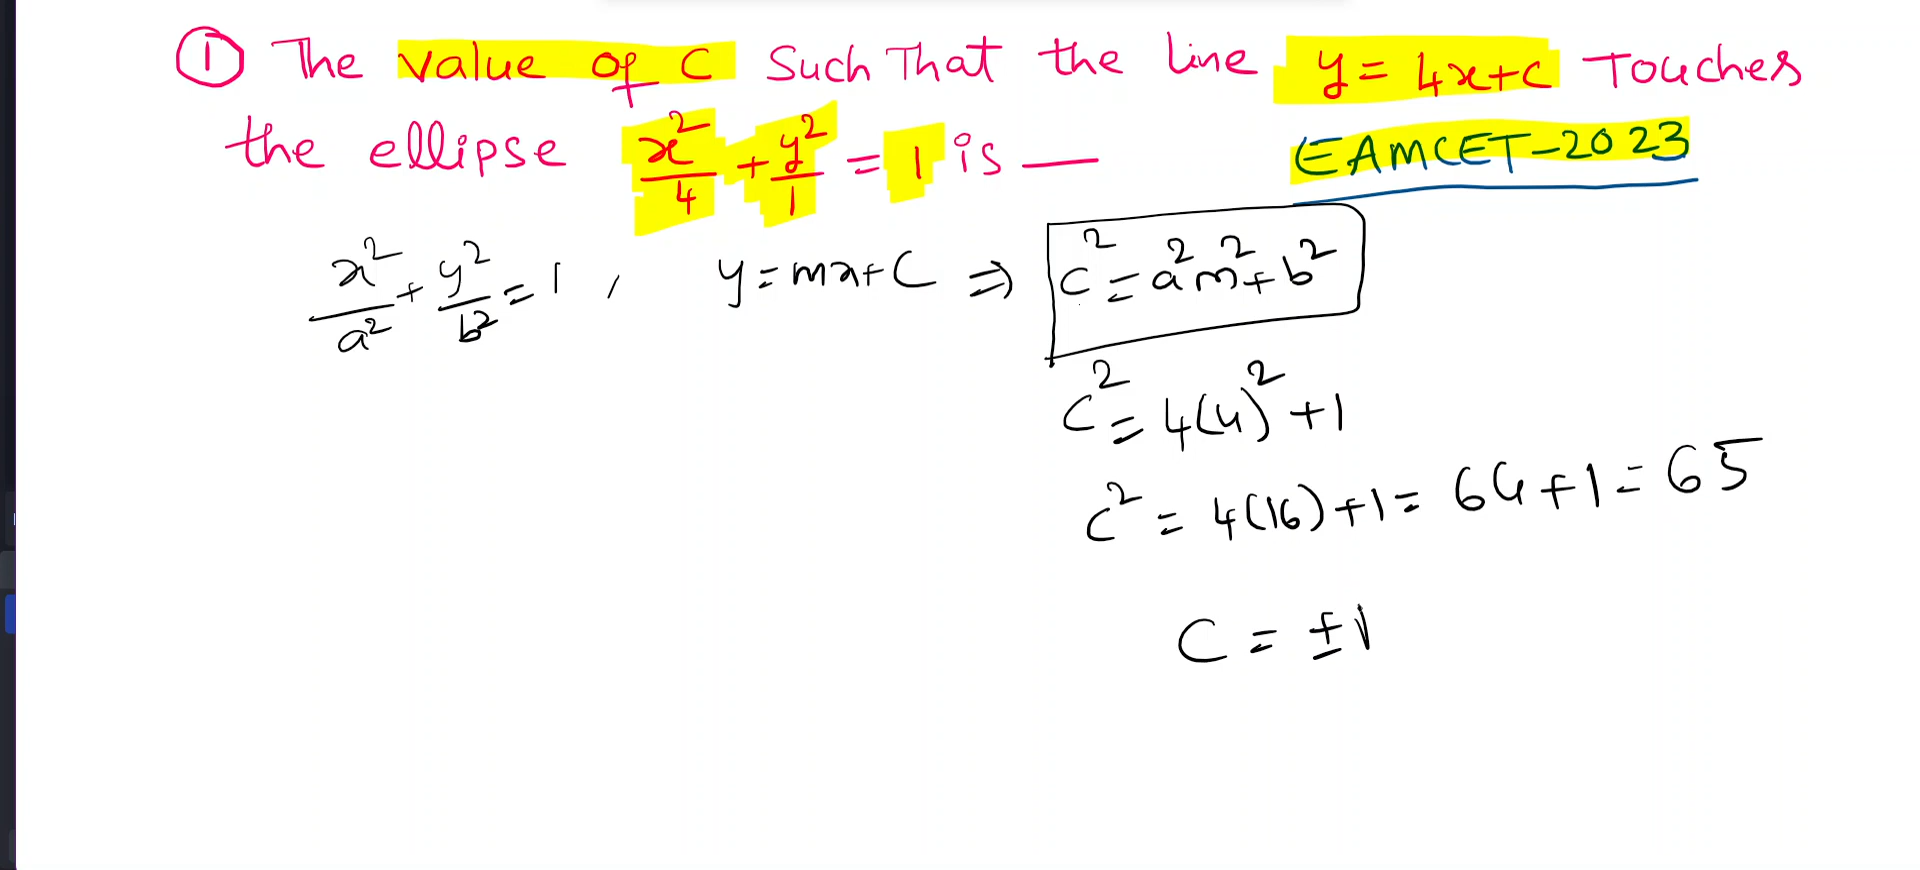 ① The value of C Such That the line y = 4x+c Touches
the ellipse x²/4 + y²/1 = 1 is —
EAMCET-2023
x²/a² + y²/b² = 1 , y = mx+C ⇒ c² = a²m²+b²
c² = 4(4)²+1
c² = 4(16)+1 = 64+1 = 65
C = ±√